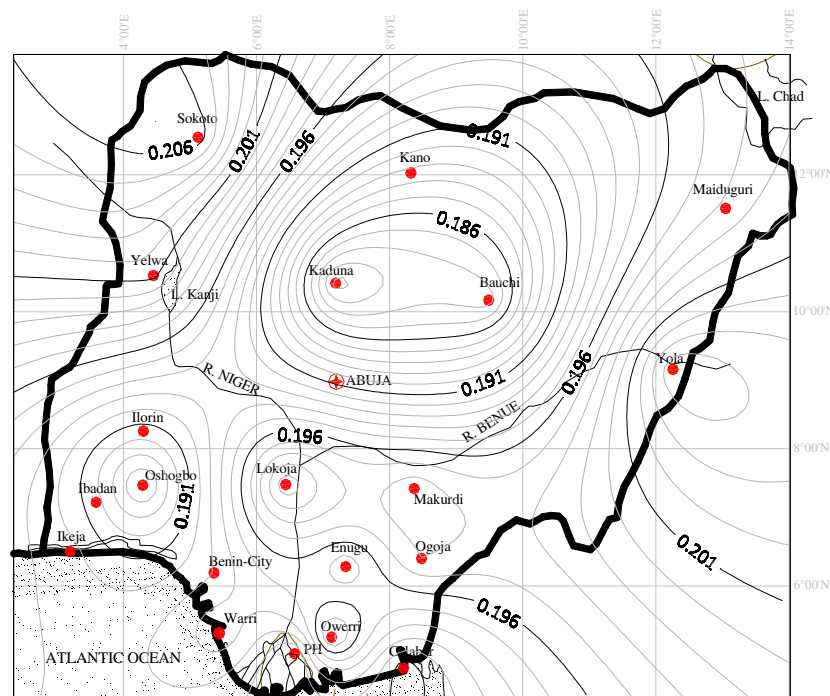 4°00'E 6°00'E 8°00'E 10°00'E 12°00'E 14°00'E
L. Chad
Sokoto
0.206
0.201
0.196
0.191
Kano
12°00'N
Maiduguri
0.186
Yelwa
Kaduna
Bauchi
L. Kanji
10°00'N
R. NIGER
ABUJA
0.191
0.196
Yola
R. BENUE
Ilorin
0.196
8°00'N
Lokoja
Oshogbo
Ibadan
0.191
Makurdi
Ikeja
Enugu
Ogoja
0.201
Benin-City
6°00'N
0.196
Warri
Owerri
PH
Calabar
ATLANTIC OCEAN